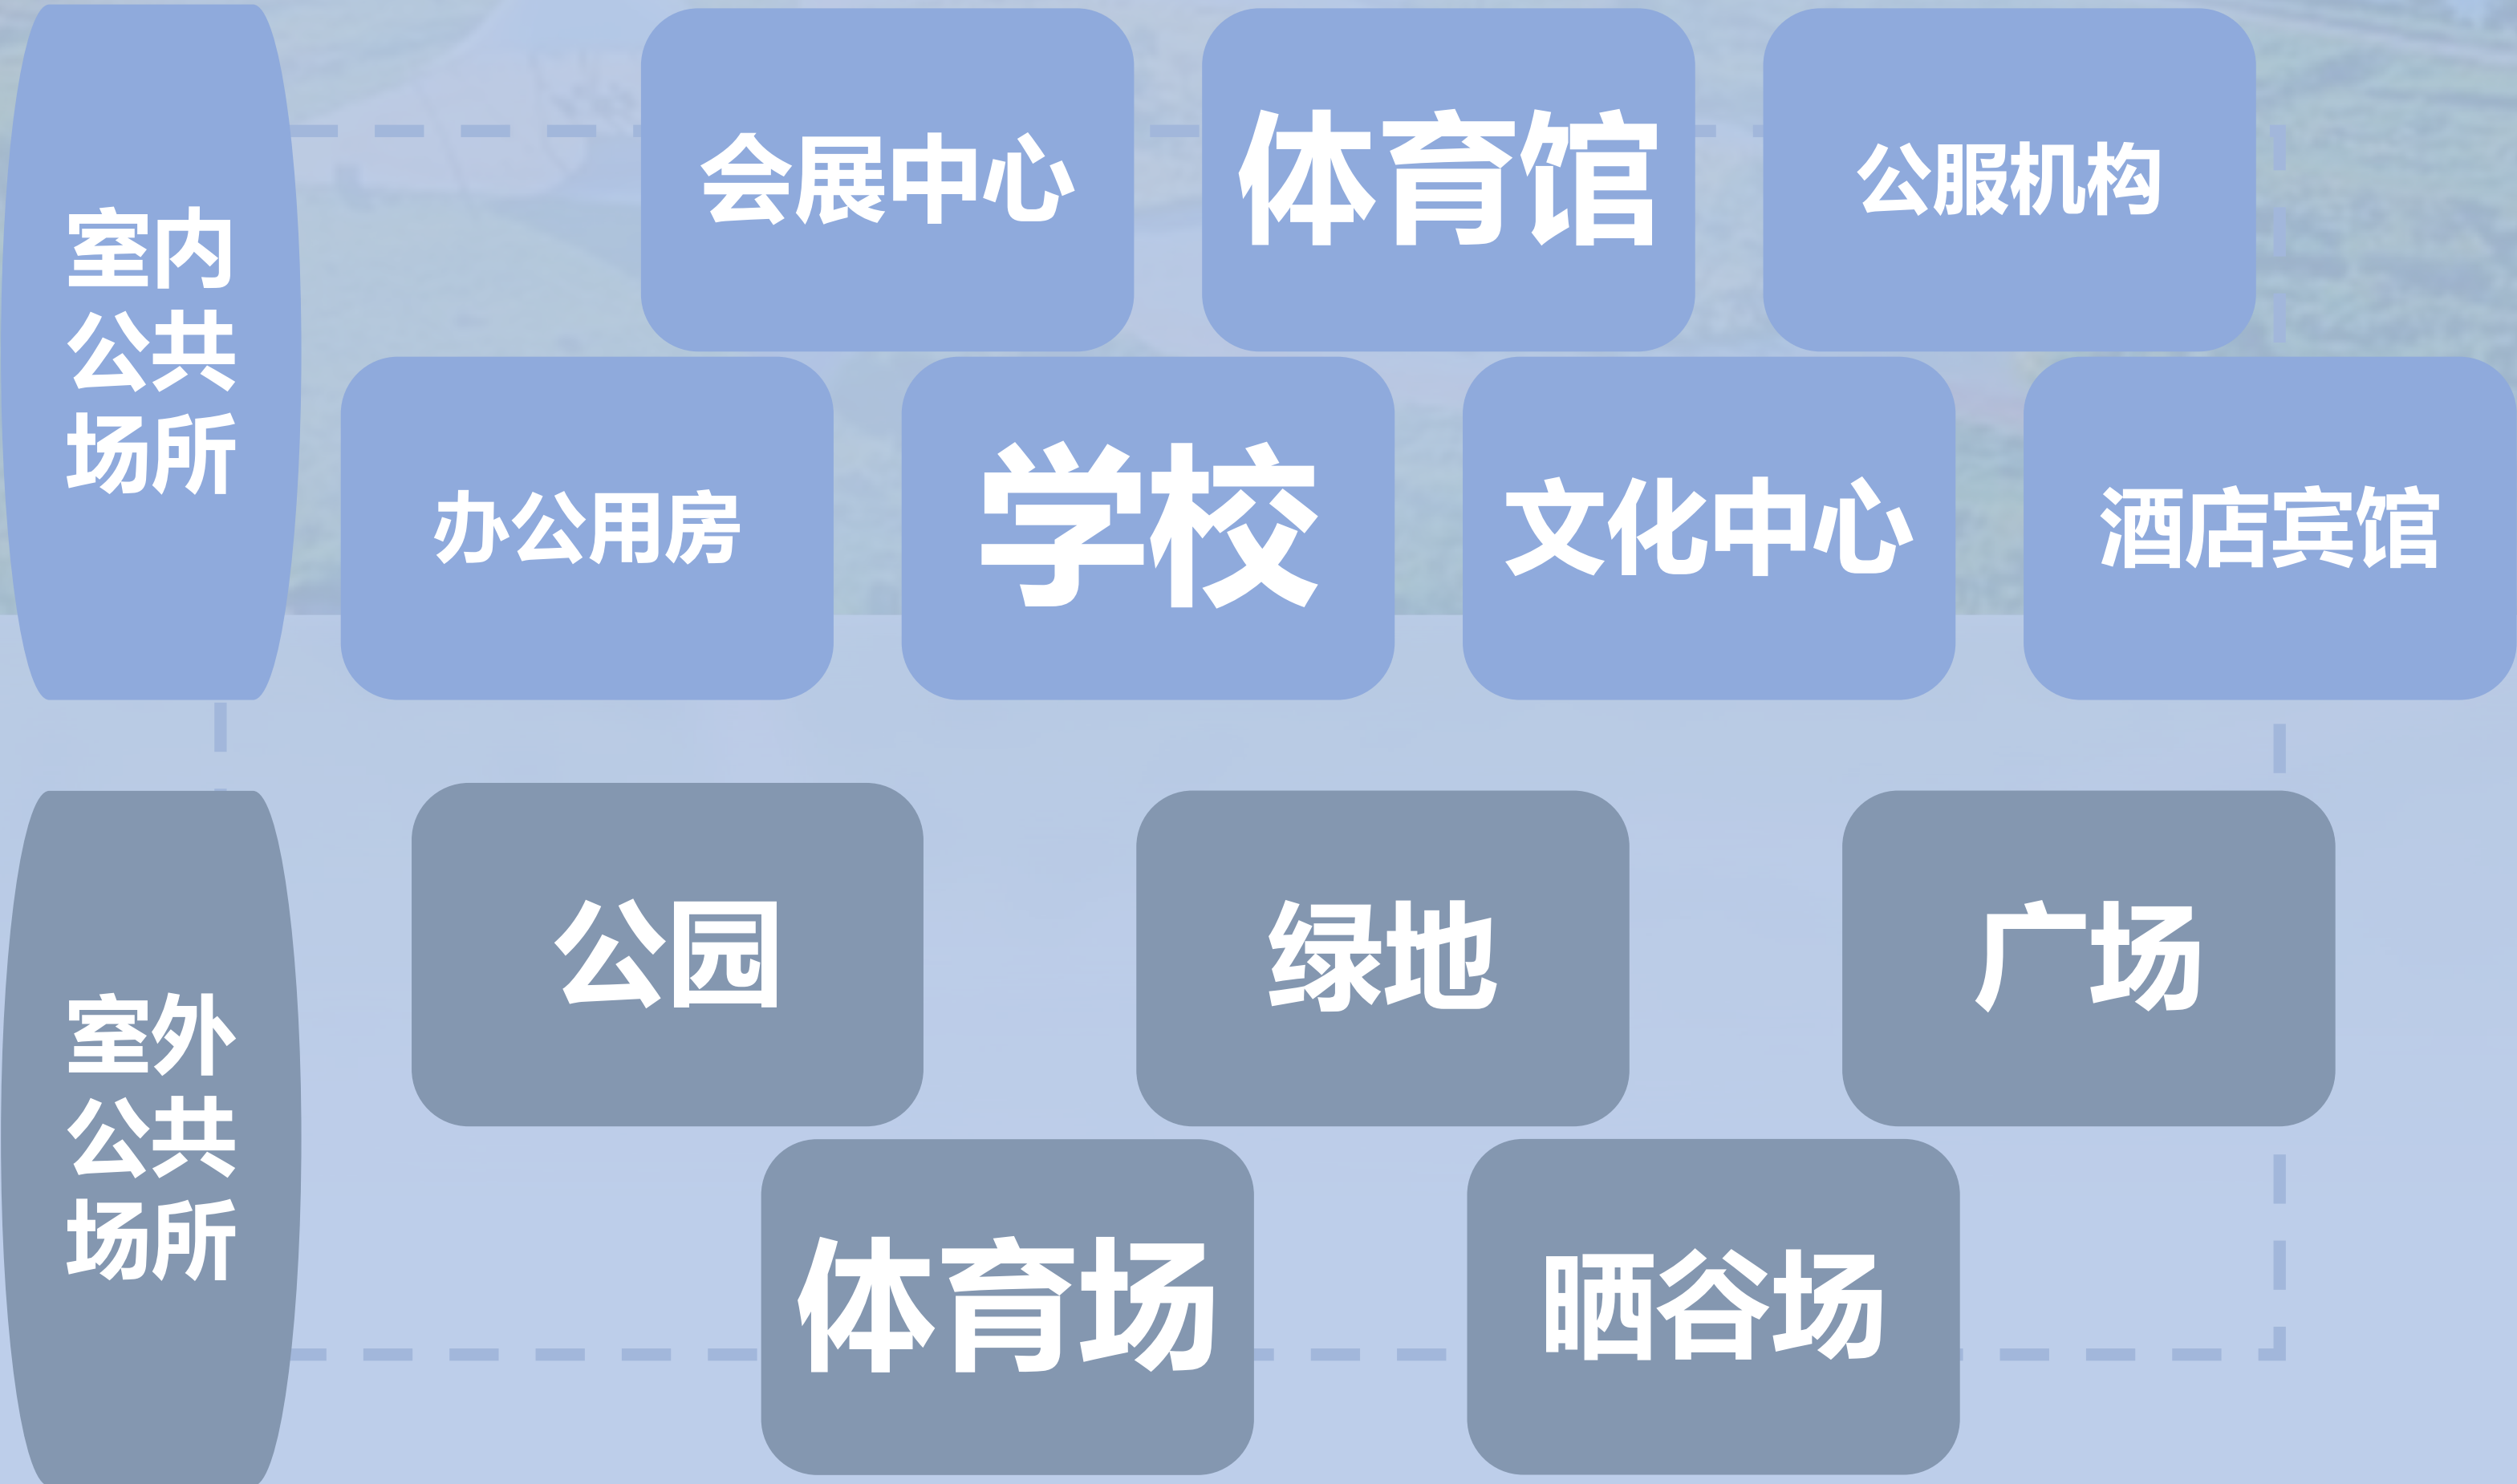 室内
公共
场所
会展中心
体育馆
公服机构
办公用房
学校
文化中心
酒店宾馆
室外
公共
场所
公园
绿地
广场
体育场
晒谷场